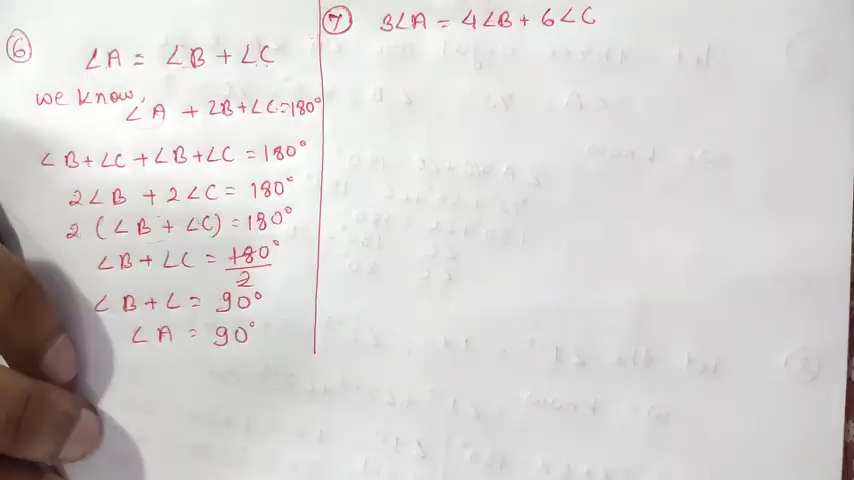 ⑥
∠A = ∠B + ∠C
we know,
∠A + ∠B + ∠C = 180°
∠B + ∠C + ∠B + ∠C = 180°
2∠B + 2∠C = 180°
2 (∠B + ∠C) = 180°
∠B + ∠C = 180°/2
∠B + ∠ = 90°
∠A = 90°
⑦ 3∠A = 4∠B + 6∠C